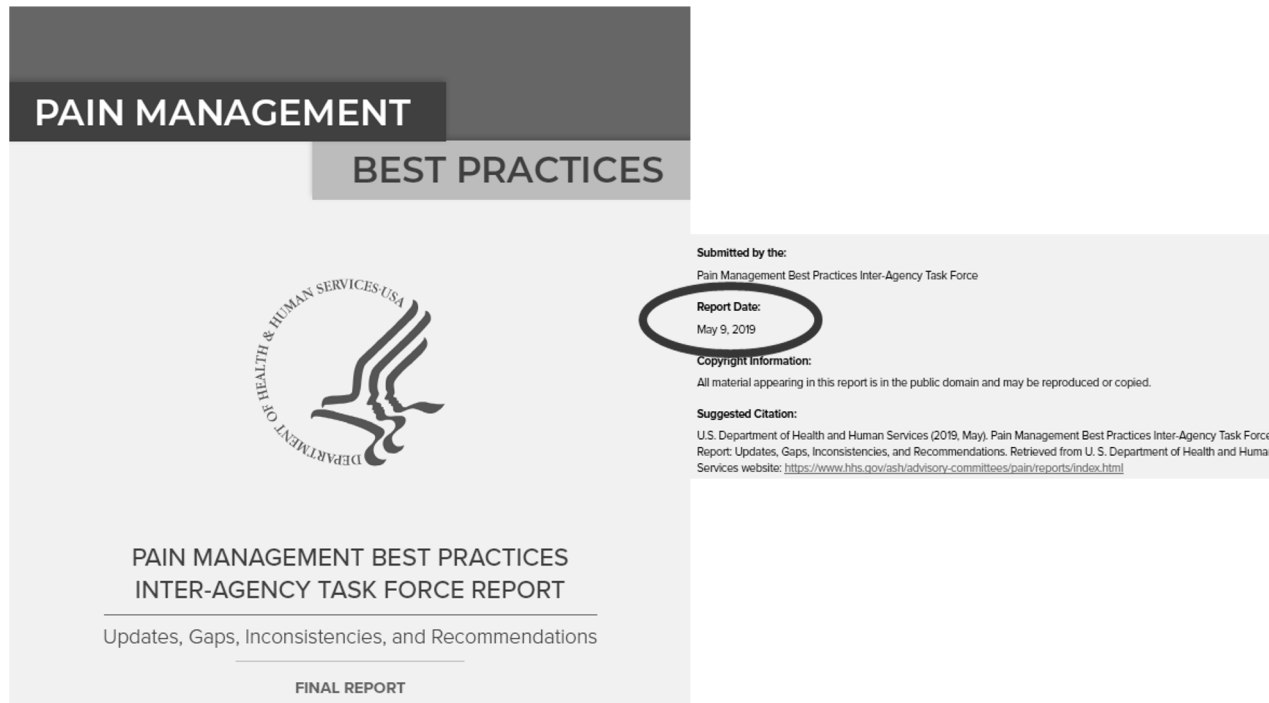 PAIN MANAGEMENT
BEST PRACTICES
DEPARTMENT OF HEALTH & HUMAN SERVICES·USA
PAIN MANAGEMENT BEST PRACTICES
INTER-AGENCY TASK FORCE REPORT
Updates, Gaps, Inconsistencies, and Recommendations
FINAL REPORT
Submitted by the:
Pain Management Best Practices Inter-Agency Task Force
Report Date:
May 9, 2019
Copyright Information:
All material appearing in this report is in the public domain and may be reproduced or copied.
Suggested Citation:
U.S. Department of Health and Human Services (2019, May). Pain Management Best Practices Inter-Agency Task Force
Report: Updates, Gaps, Inconsistencies, and Recommendations. Retrieved from U. S. Department of Health and Huma
Services website: https://www.hhs.gov/ash/advisory-committees/pain/reports/index.html